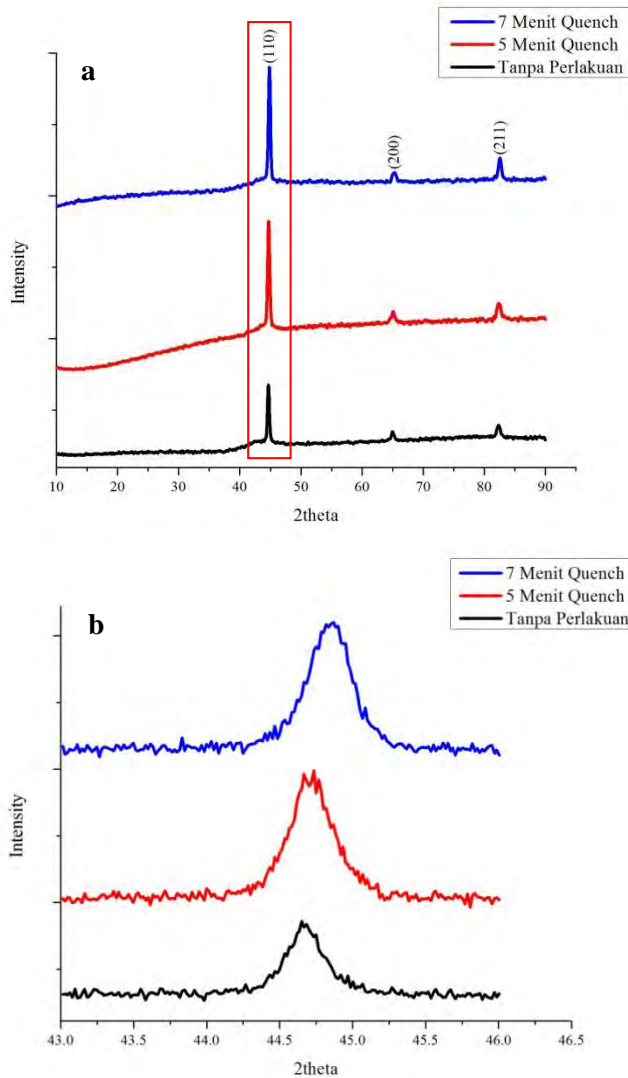 a
7 Menit Quench
5 Menit Quench
Tanpa Perlakuan
(110)
(200)
(211)
Intensity
10 20 30 40 50 60 70 80 90
2theta
b
7 Menit Quench
5 Menit Quench
Tanpa Perlakuan
Intensity
43.0 43.5 44.0 44.5 45.0 45.5 46.0 46.5
2theta